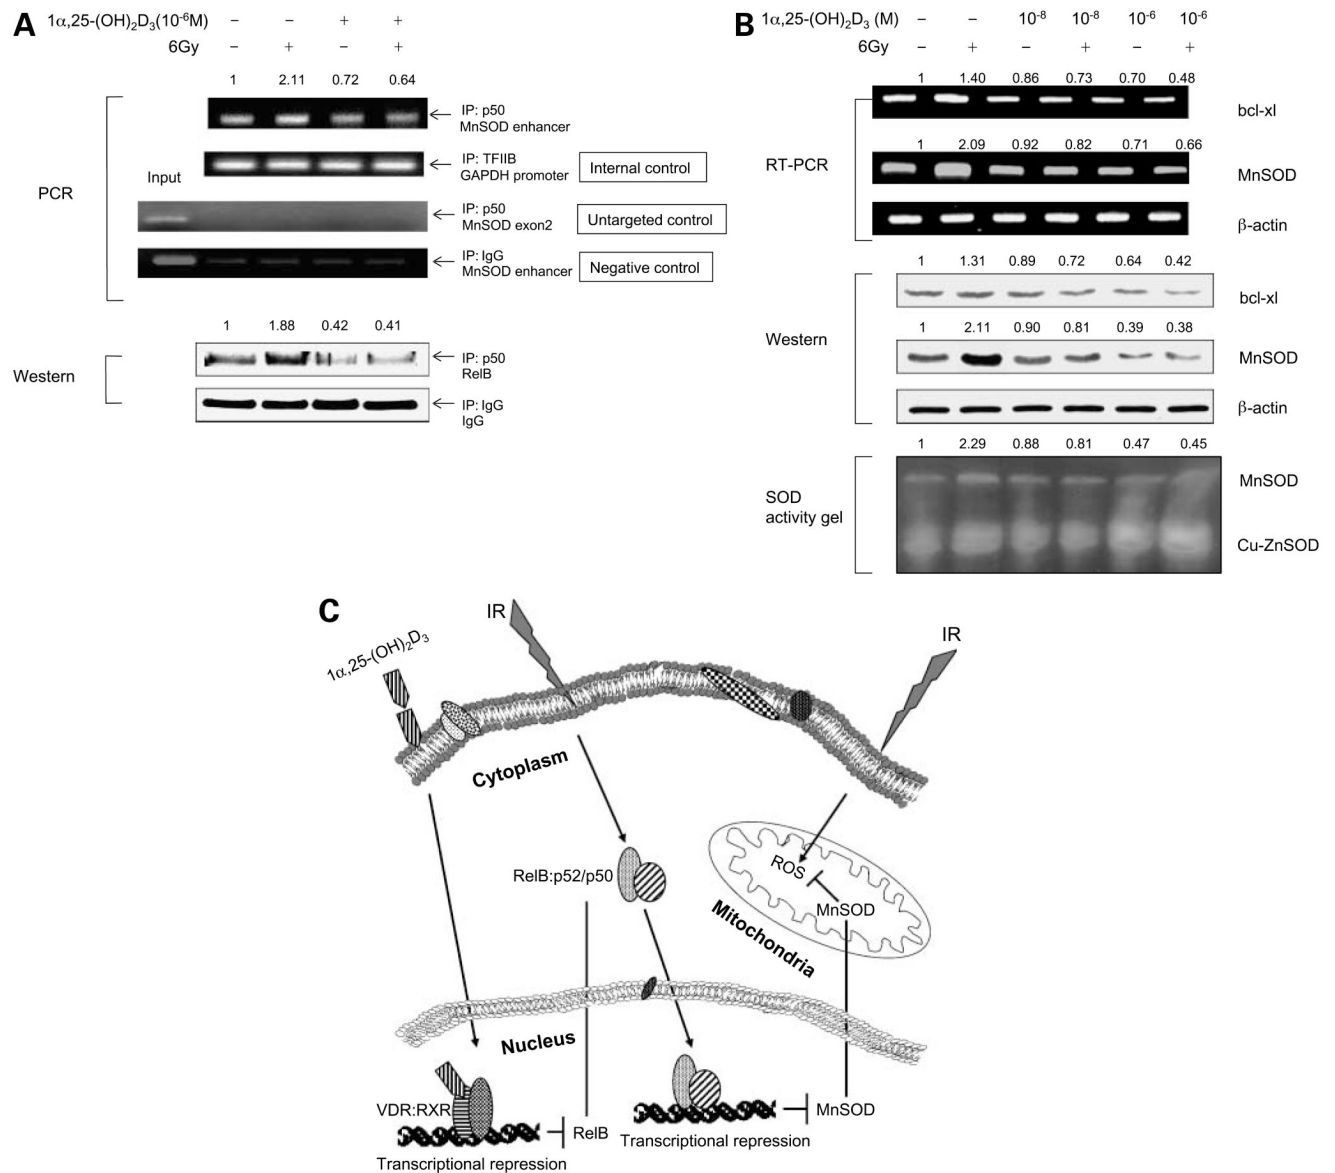 A
1α,25-(OH)2D3(10-6M) – – + +
6Gy – + – +
1 2.11 0.72 0.64
IP: p50
MnSOD enhancer
IP: TFIIB
GAPDH promoter
Internal control
Input
PCR
IP: p50
MnSOD exon2
Untargeted control
IP: IgG
MnSOD enhancer
Negative control
1 1.88 0.42 0.41
Western
IP: p50
RelB
IP: IgG
IgG
B
1α,25-(OH)2D3 (M) – – 10-8 10-8 10-6 10-6
6Gy – + – + – +
1 1.40 0.86 0.73 0.70 0.48
bcl-xl
RT-PCR
1 2.09 0.92 0.82 0.71 0.66
MnSOD
β-actin
1 1.31 0.89 0.72 0.64 0.42
bcl-xl
Western
1 2.11 0.90 0.81 0.39 0.38
MnSOD
β-actin
1 2.29 0.88 0.81 0.47 0.45
MnSOD
SOD
activity gel
Cu-ZnSOD
C
IR
IR
1α,25-(OH)2D3
Cytoplasm
RelB:p52/p50
ROS
MnSOD
Mitochondria
Nucleus
VDR:RXR
RelB
Transcriptional repression
MnSOD
Transcriptional repression